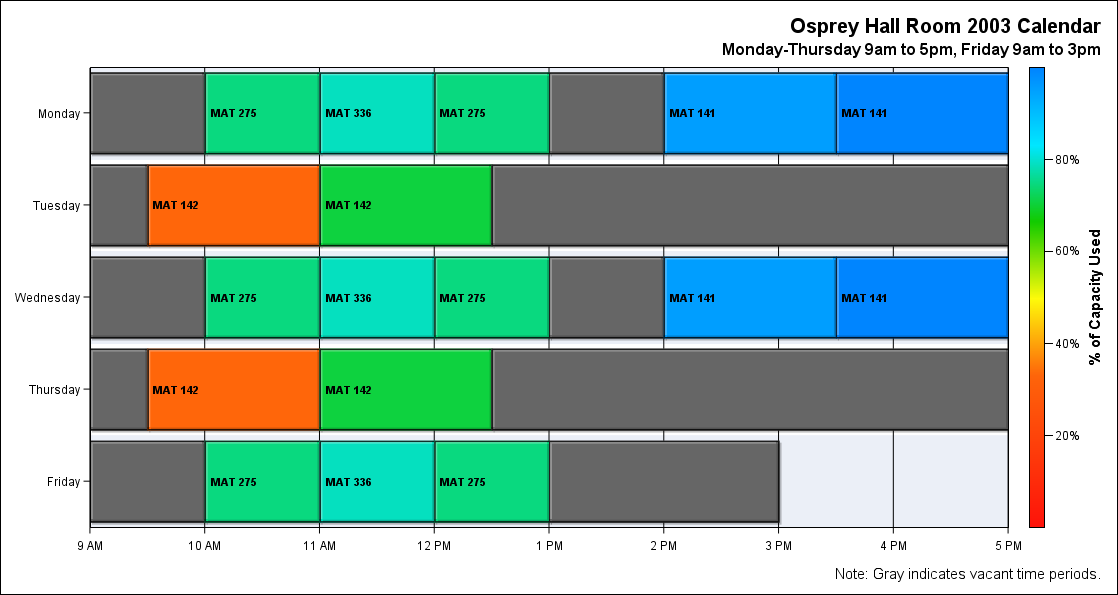 Osprey Hall Room 2003 Calendar
Monday-Thursday 9am to 5pm, Friday 9am to 3pm
Monday
MAT 275 MAT 336 MAT 275 MAT 141 MAT 141
Tuesday
MAT 142 MAT 142
Wednesday
MAT 275 MAT 336 MAT 275 MAT 141 MAT 141
Thursday
MAT 142 MAT 142
Friday
MAT 275 MAT 336 MAT 275
9 AM 10 AM 11 AM 12 PM 1 PM 2 PM 3 PM 4 PM 5 PM
80%
60%
40%
20%
% of Capacity Used
Note: Gray indicates vacant time periods.